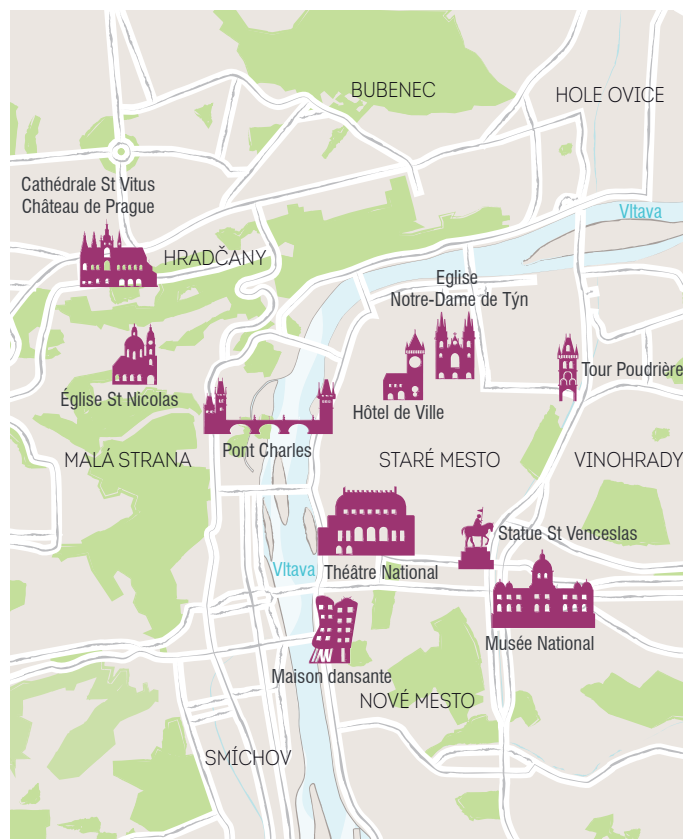 BUBENEC
HOLE OVICE
Cathédrale St Vitus
Château de Prague
Vltava
HRADČANY
Eglise
Notre-Dame de Týn
Tour Poudrière
Église St Nicolas
Hôtel de Ville
Pont Charles
MALÁ STRANA
STARÉ MESTO
VINOHRADY
Statue St Venceslas
Vltava
Théâtre National
Musée National
Maison dansante
NOVÉ MESTO
SMÍCHOV